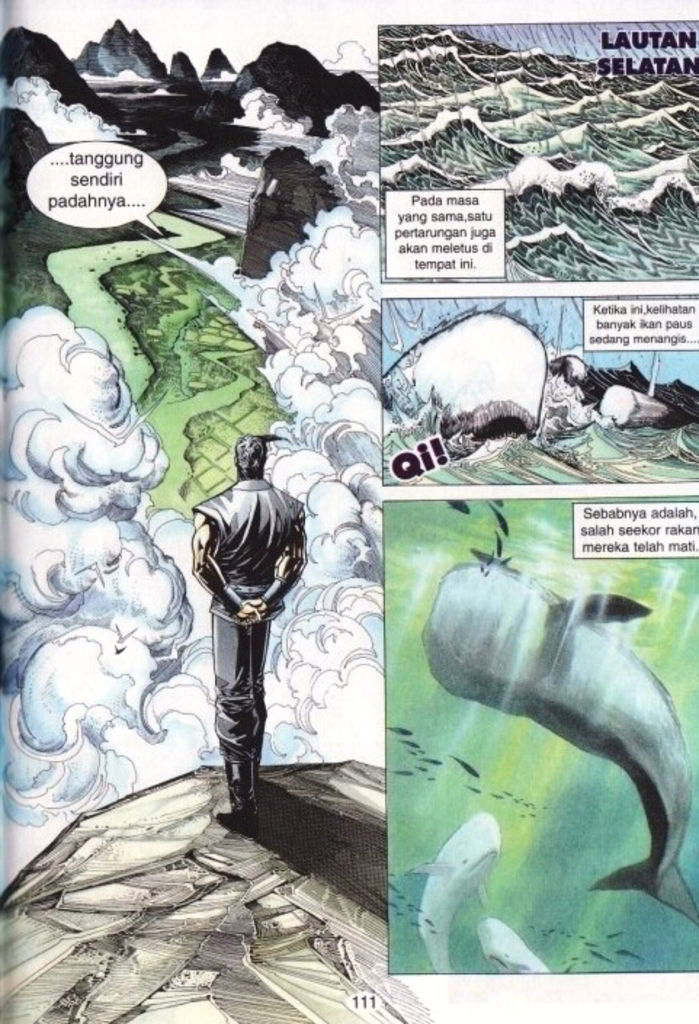 ....tanggung
sendiri
padahnya....
LAUTAN
SELATAN
Pada masa
yang sama,satu
pertarungan juga
akan meletus di
tempat ini.
Ketika ini,kelihatan
banyak ikan paus
sedang menangis....
Qi!
Sebabnya adalah,
salah seekor rakan
mereka telah mati.
111